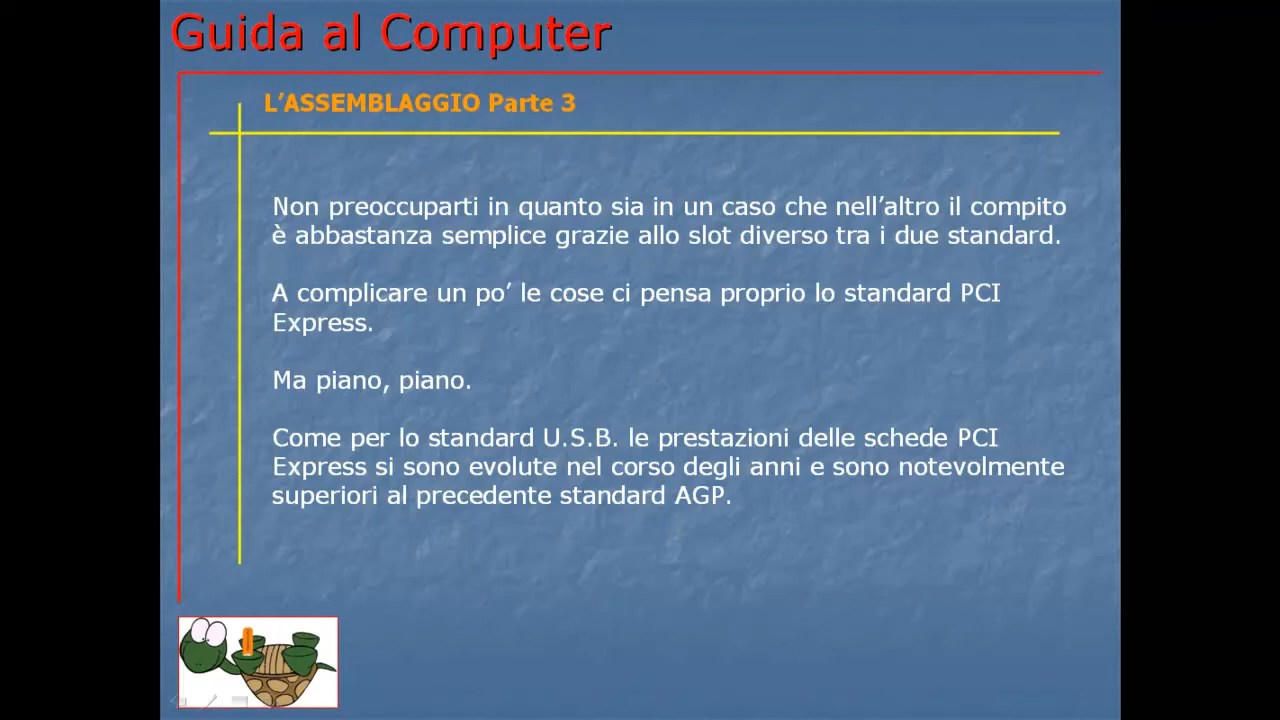 Guida al Computer
L’ASSEMBLAGGIO Parte 3
Non preoccuparti in quanto sia in un caso che nell’altro il compito
è abbastanza semplice grazie allo slot diverso tra i due standard.
A complicare un po’ le cose ci pensa proprio lo standard PCI
Express.
Ma piano, piano.
Come per lo standard U.S.B. le prestazioni delle schede PCI
Express si sono evolute nel corso degli anni e sono notevolmente
superiori al precedente standard AGP.